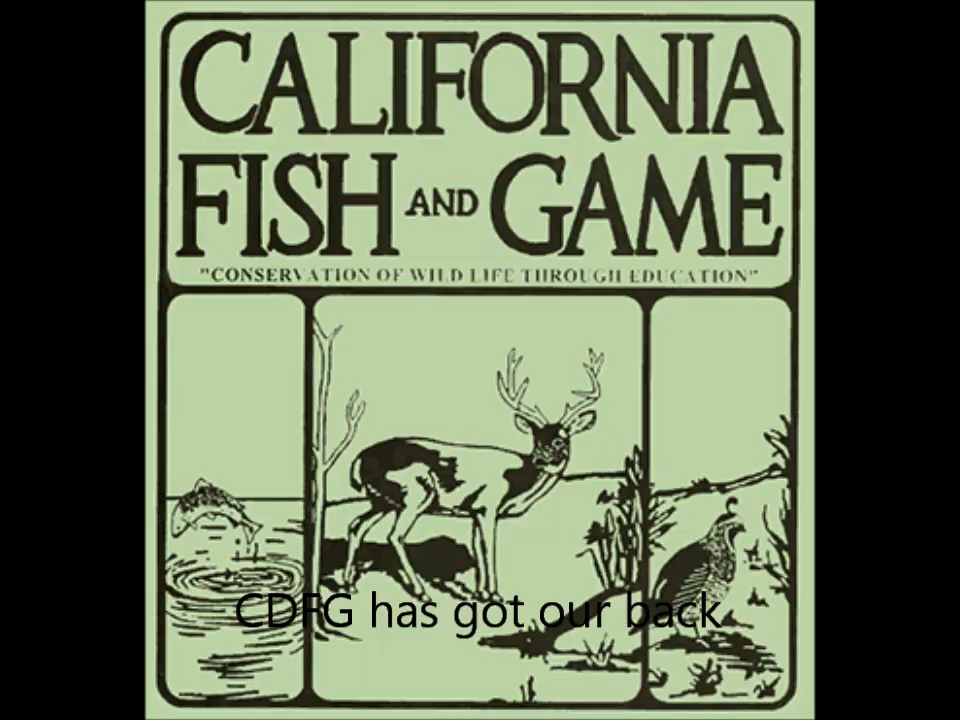 CALIFORNIA
FISH AND GAME
"CONSERVATION OF WILD LIFE THROUGH EDUCATION"
CDFG has got our back